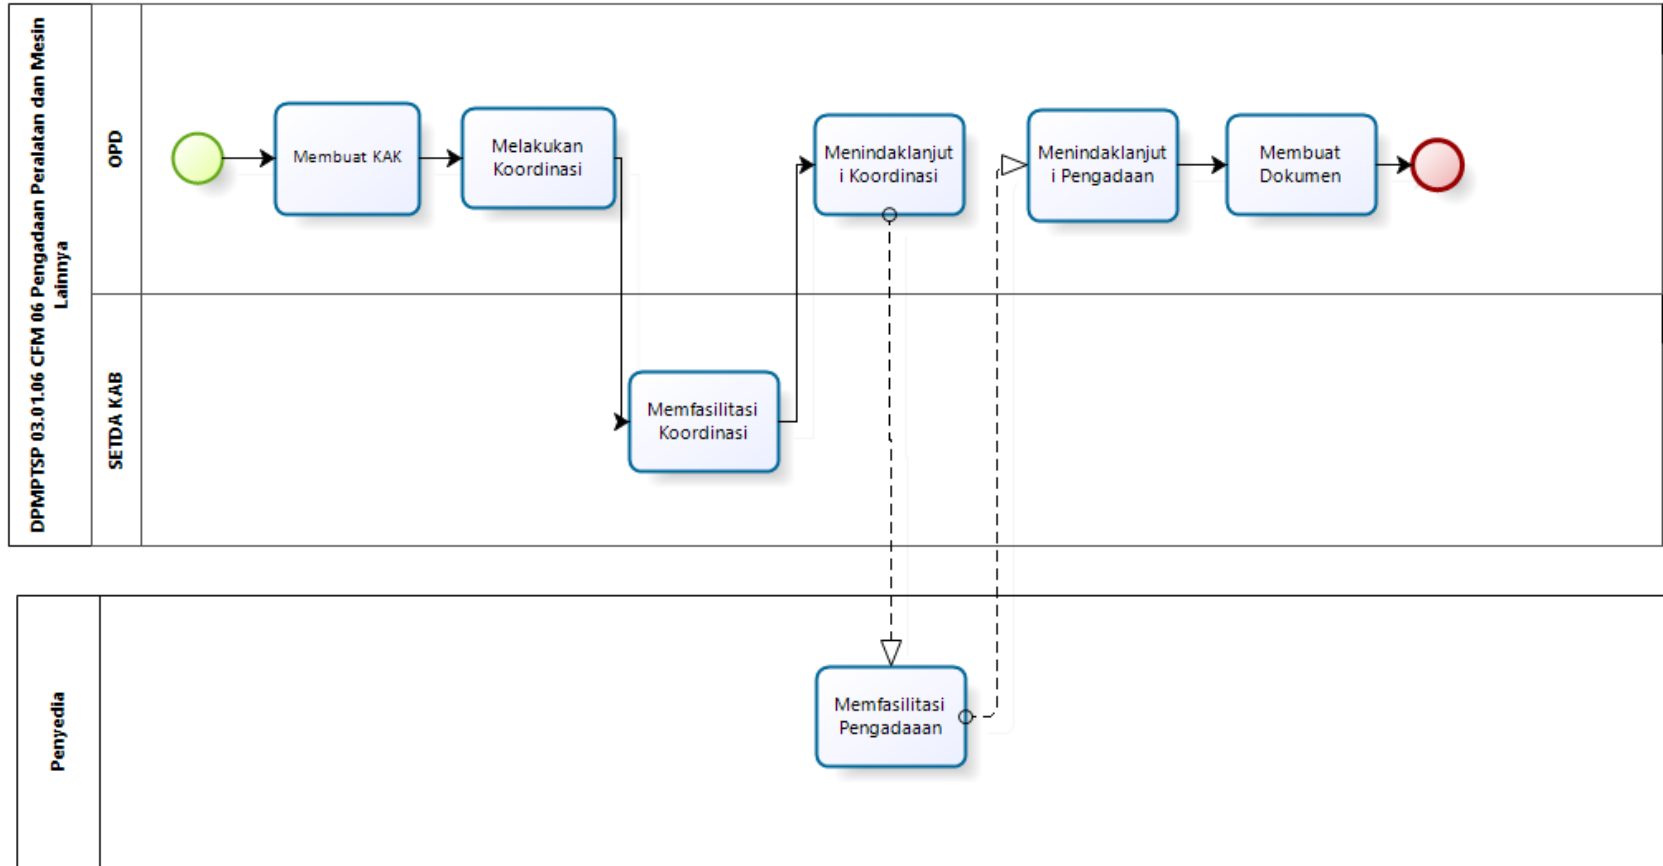 DPMPTSP 03.01.06 CFM 06 Pengadaan Peralatan dan Mesin
Lainnya
OPD
Membuat KAK
Melakukan
Koordinasi
Menindaklanjut
i Koordinasi
Menindaklanjut
i Pengadaan
Membuat
Dokumen
SETDA KAB
Memfasilitasi
Koordinasi
Penyedia
Memfasilitasi
Pengadaaan